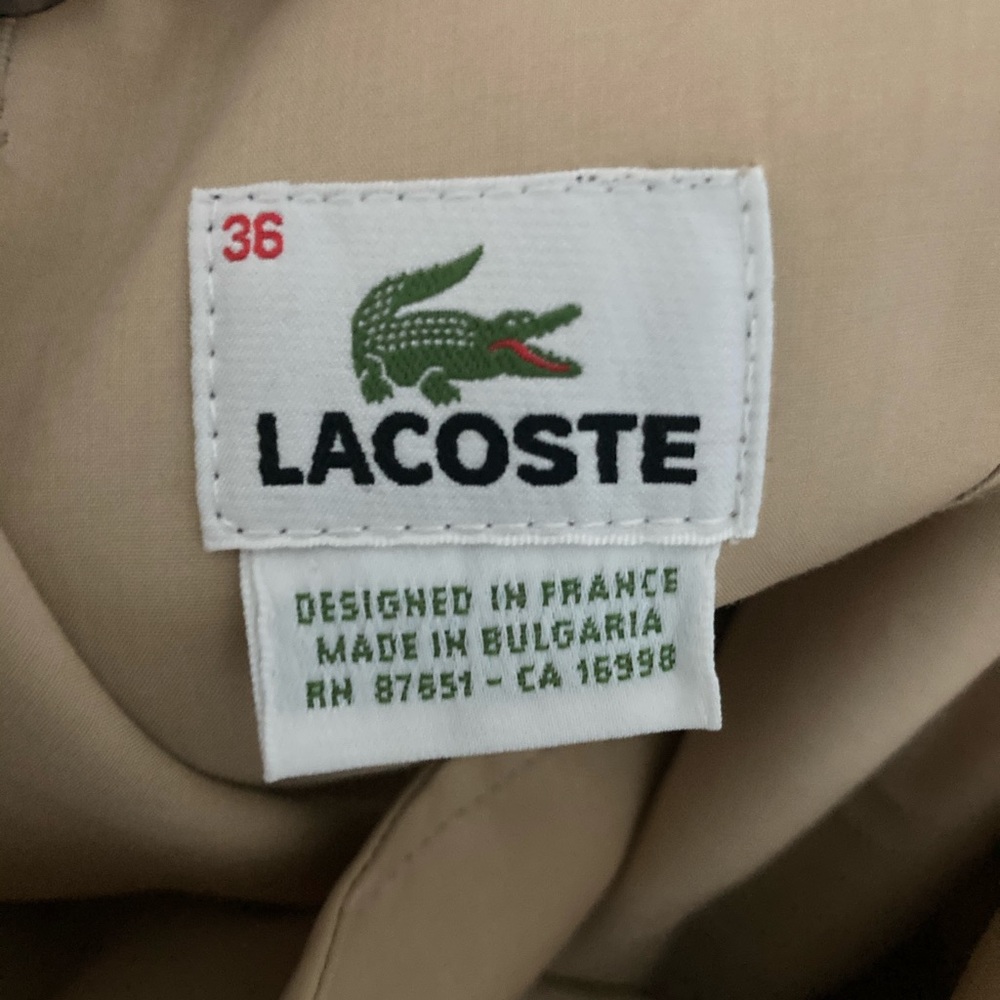 36
LACOSTE
DESIGNED IN FRANCE
MADE IN BULGARIA
RN 87651 - CA 16998